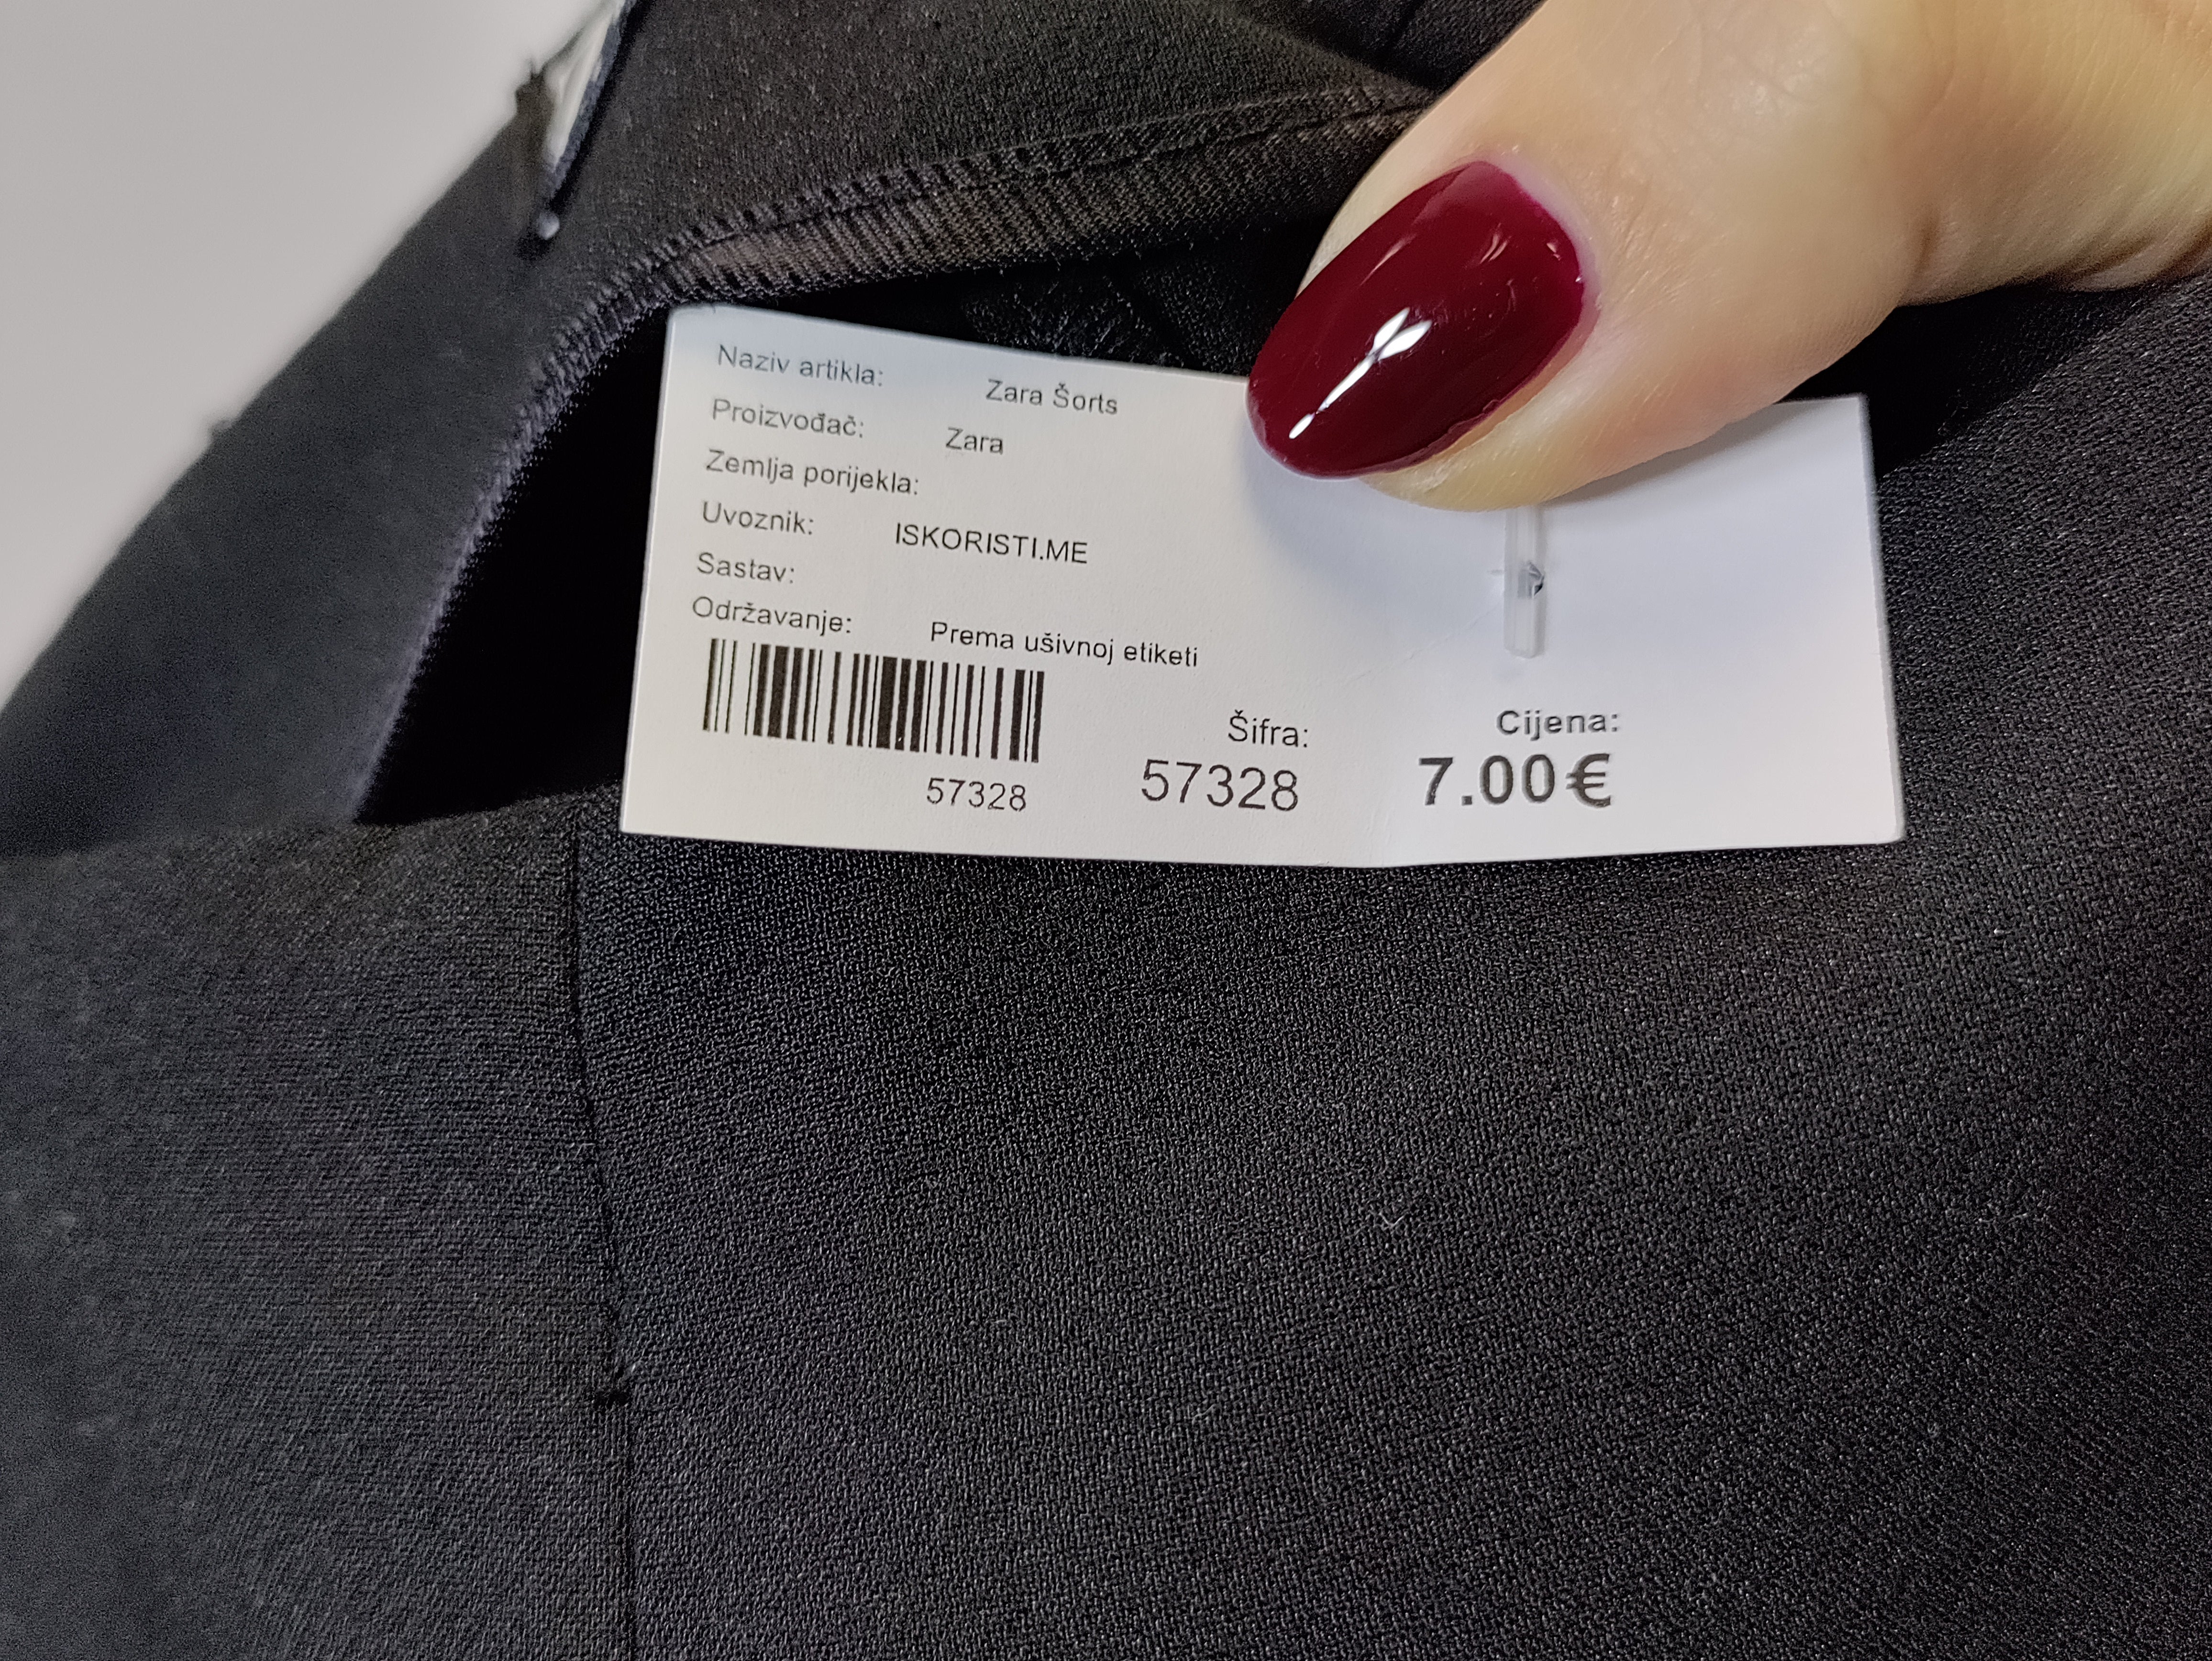 Naziv artikla: Zara Šorts
Proizvođač: Zara
Zemlja porijekla:
Uvoznik: ISKORISTI.ME
Sastav:
Održavanje: Prema ušivnoj etiketi
57328
Šifra:
57328
Cijena:
7.00€